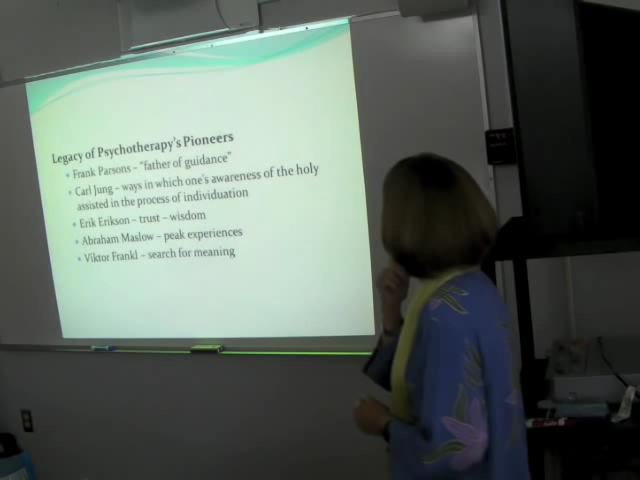 Legacy of Psychotherapy's Pioneers
Frank Parsons – "father of guidance"
Carl Jung – ways in which one's awareness of the holy
assisted in the process of individuation
Erik Erikson – trust – wisdom
Abraham Maslow – peak experiences
Viktor Frankl – search for meaning